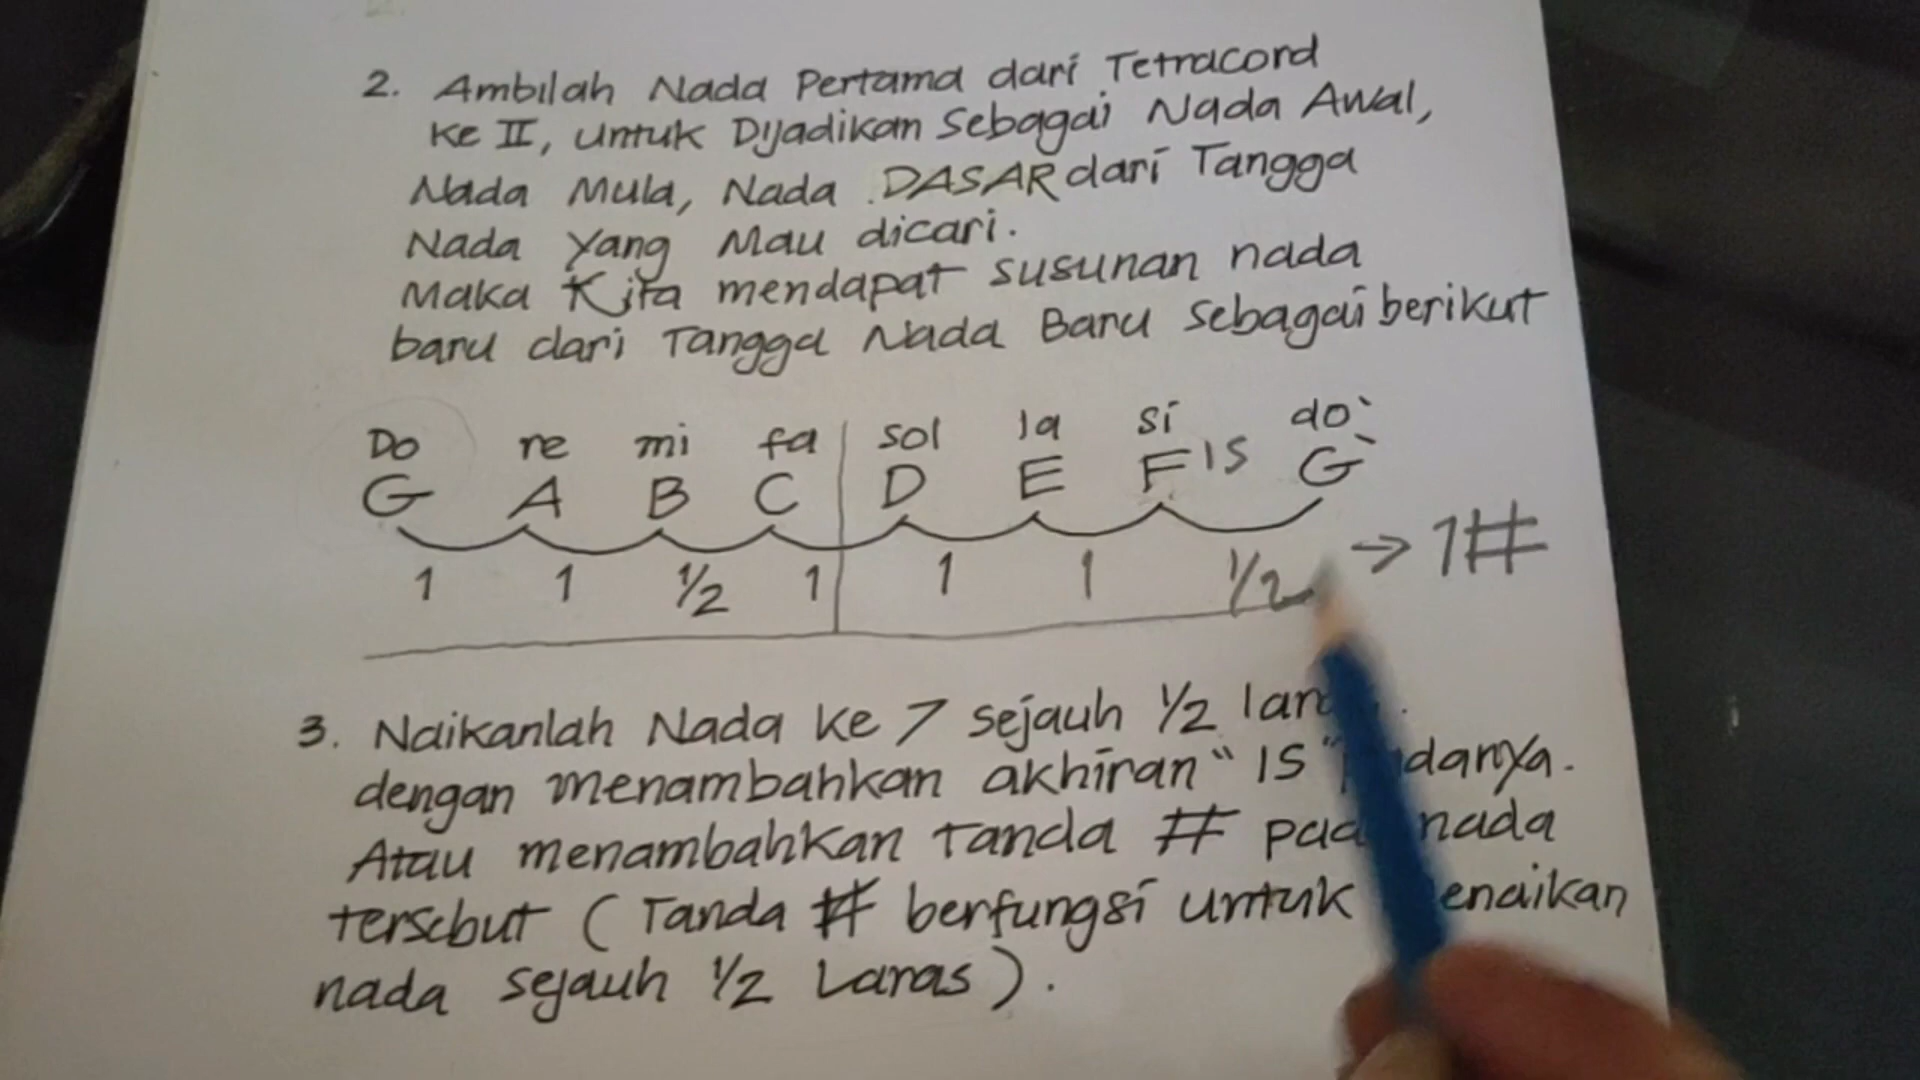 2. Ambilah Nada Pertama dari Tetracord
Ke II, untuk Dijadikan Sebagai Nada Awal,
Nada Mula, Nada DASAR dari Tangga
Nada Yang Mau dicari.
Maka Kita mendapat susunan nada
baru dari Tangga Nada Baru Sebagai berikut
Do re mi fa sol la si dȯ
G A B C D E FIS G̀
1 1 1/2 1 1 1 1/2 → 1#
3. Naikanlah Nada Ke 7 sejauh 1/2
dengan menambahkan akhiran "IS"
Atau menambahkan Tanda # nada
tersebut (Tanda # berfungsi untuk
nada sejauh 1/2 Laras).